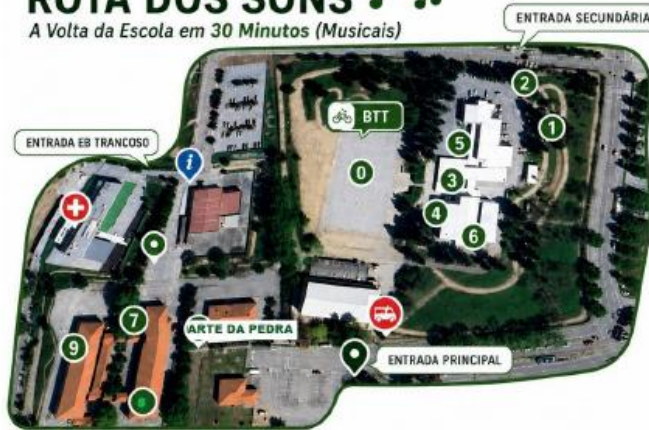 ROTA DOS SONS
A Volta da Escola em 30 Minutos (Musicais)
ENTRADA SECUNDÁRIA
2
BTT
1
ENTRADA EB TRANCOSO
5
i
0
3
4
6
7
ARTE DA PEDRA
9
ENTRADA PRINCIPAL
8